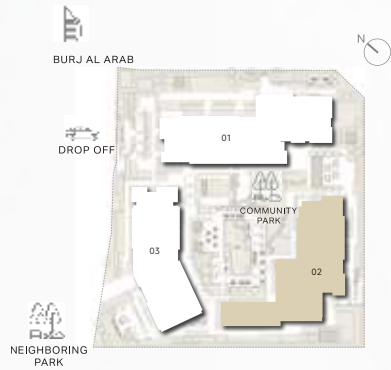 N
BURJ AL ARAB
01
DROP OFF
COMMUNITY
PARK
03
02
NEIGHBORING
PARK